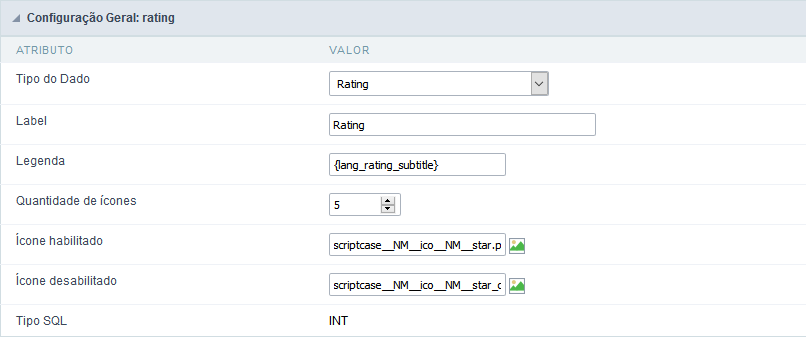 Configuração Geral: rating
ATRIBUTO VALOR
Tipo do Dado Rating
Label Rating
Legenda {lang_rating_subtitle}
Quantidade de ícones 5
Ícone habilitado scriptcase__NM__ico__NM__star.p
Ícone desabilitado scriptcase__NM__ico__NM__star_c
Tipo SQL INT